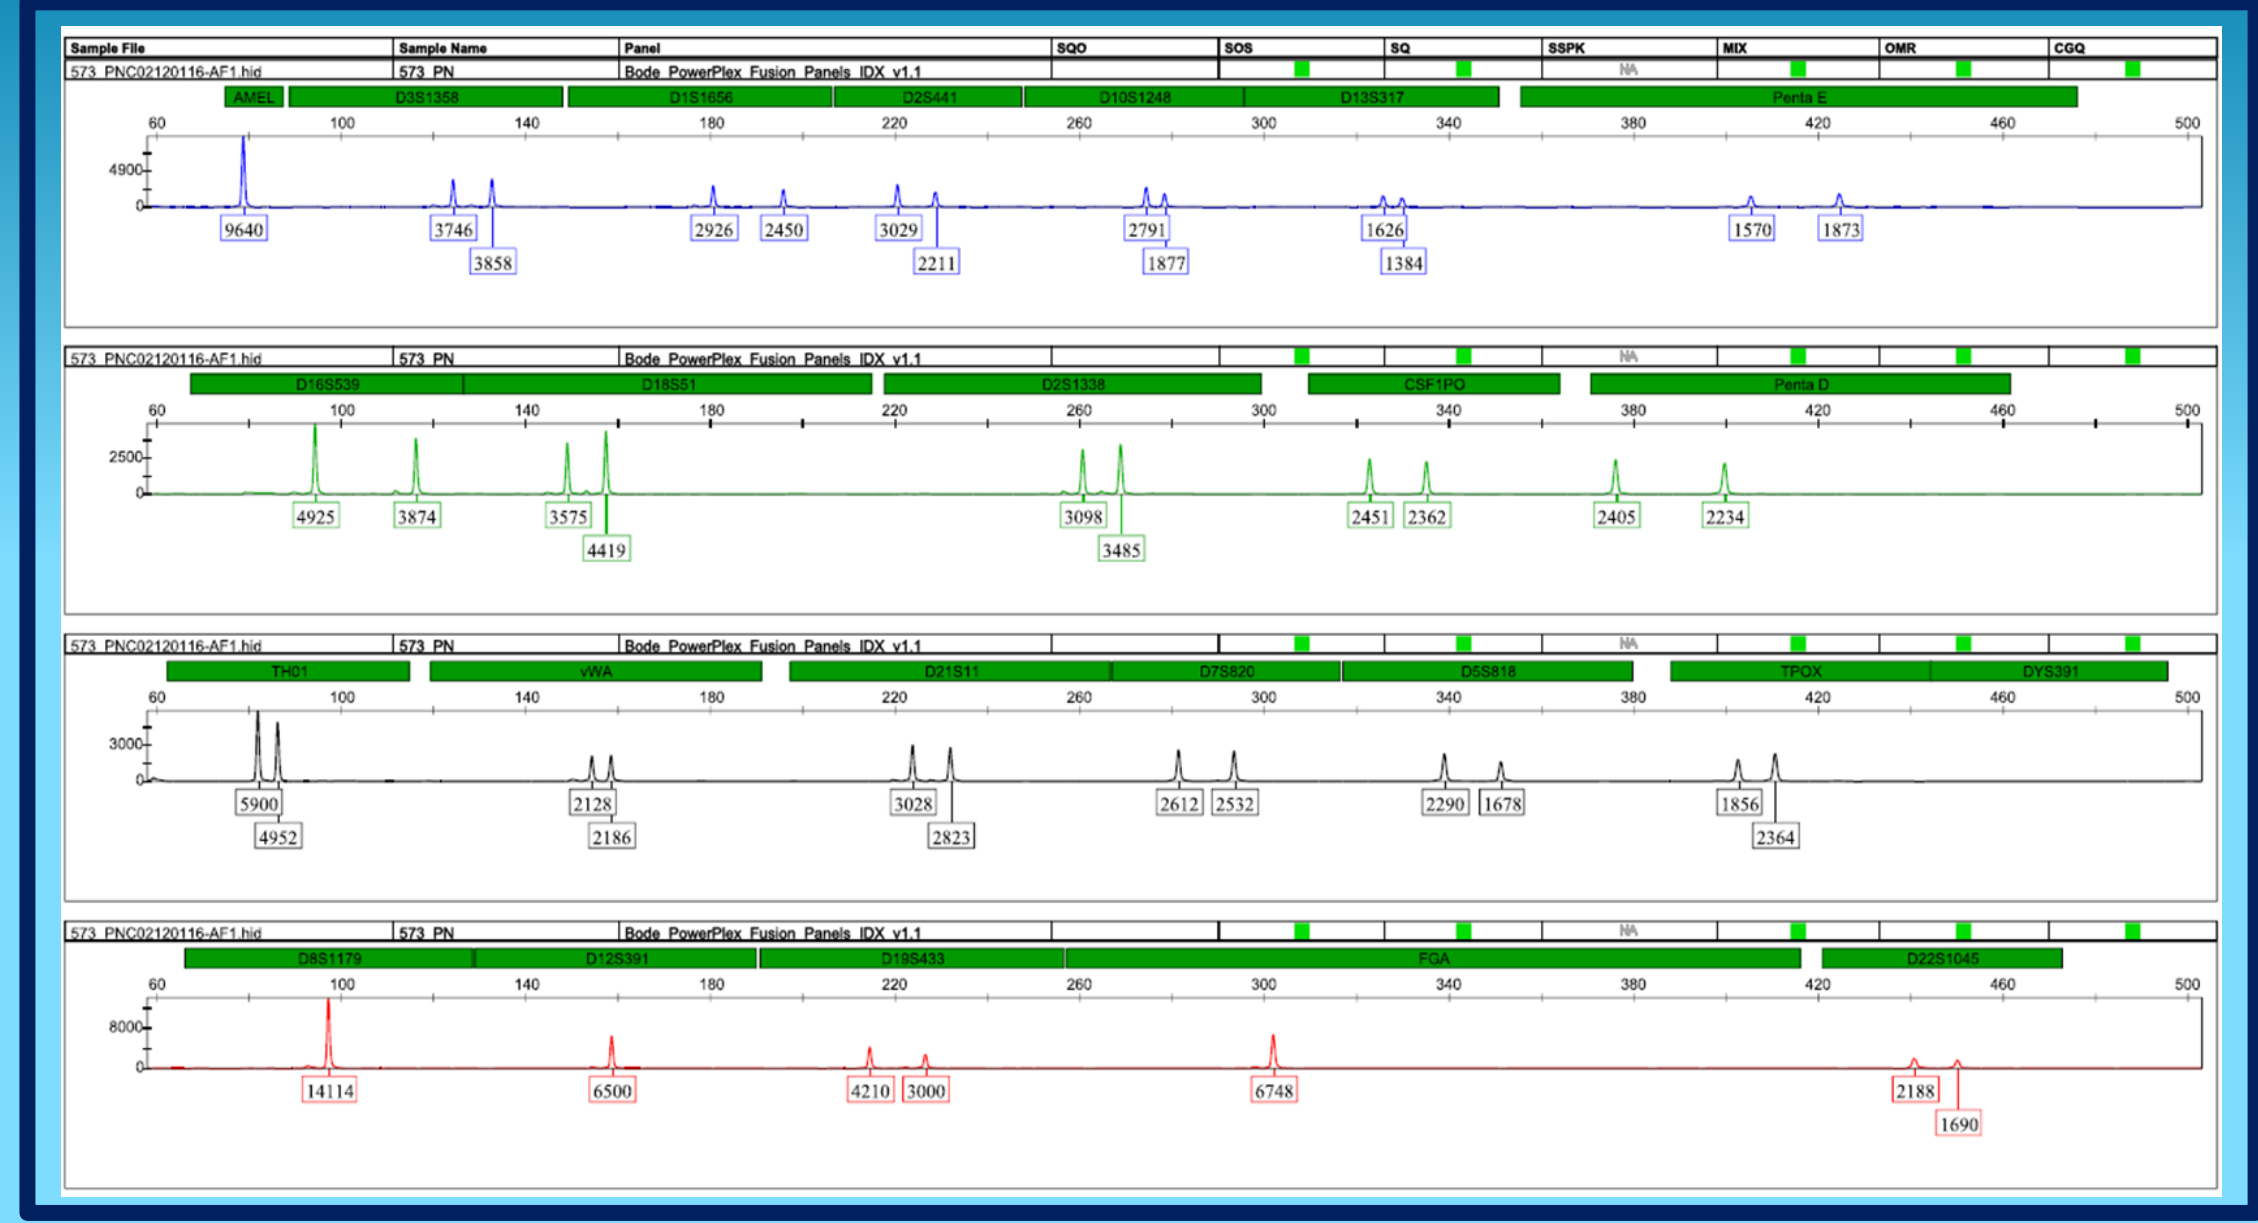 Sample File Sample Name Panel SQO SOS SQ SSPK MIX OMR CGQ
573_PNC02120116-AF1.hid 573_PN Bode_PowerPlex_Fusion_Panels_IDX_v1.1 NA
AMEL D3S1358 D1S1656 D2S441 D10S1248 D13S317 Penta E
60 100 140 180 220 260 300 340 380 420 460 500
4900
0
9640 3746 2926 2450 3029 2791 1626 1570 1873
3858 2211 1877 1384
573_PNC02120116-AF1.hid 573_PN Bode_PowerPlex_Fusion_Panels_IDX_v1.1 NA
D16S539 D18S51 D2S1338 CSF1PO Penta D
60 100 140 180 220 260 300 340 380 420 460 500
2500
0
4925 3874 3575 3098 2451 2362 2405 2234
4419 3485
573_PNC02120116-AF1.hid 573_PN Bode_PowerPlex_Fusion_Panels_IDX_v1.1 NA
TH01 vWA D21S11 D7S820 D5S818 TPOX DYS391
60 100 140 180 220 260 300 340 380 420 460 500
3000
0
5900 2128 3028 2612 2532 2290 1678 1856
4952 2186 2823 2364
573_PNC02120116-AF1.hid 573_PN Bode_PowerPlex_Fusion_Panels_IDX_v1.1 NA
D8S1179 D12S391 D19S433 FGA D22S1045
60 100 140 180 220 260 300 340 380 420 460 500
8000
0
14114 6500 4210 3000 6748 2188
1690